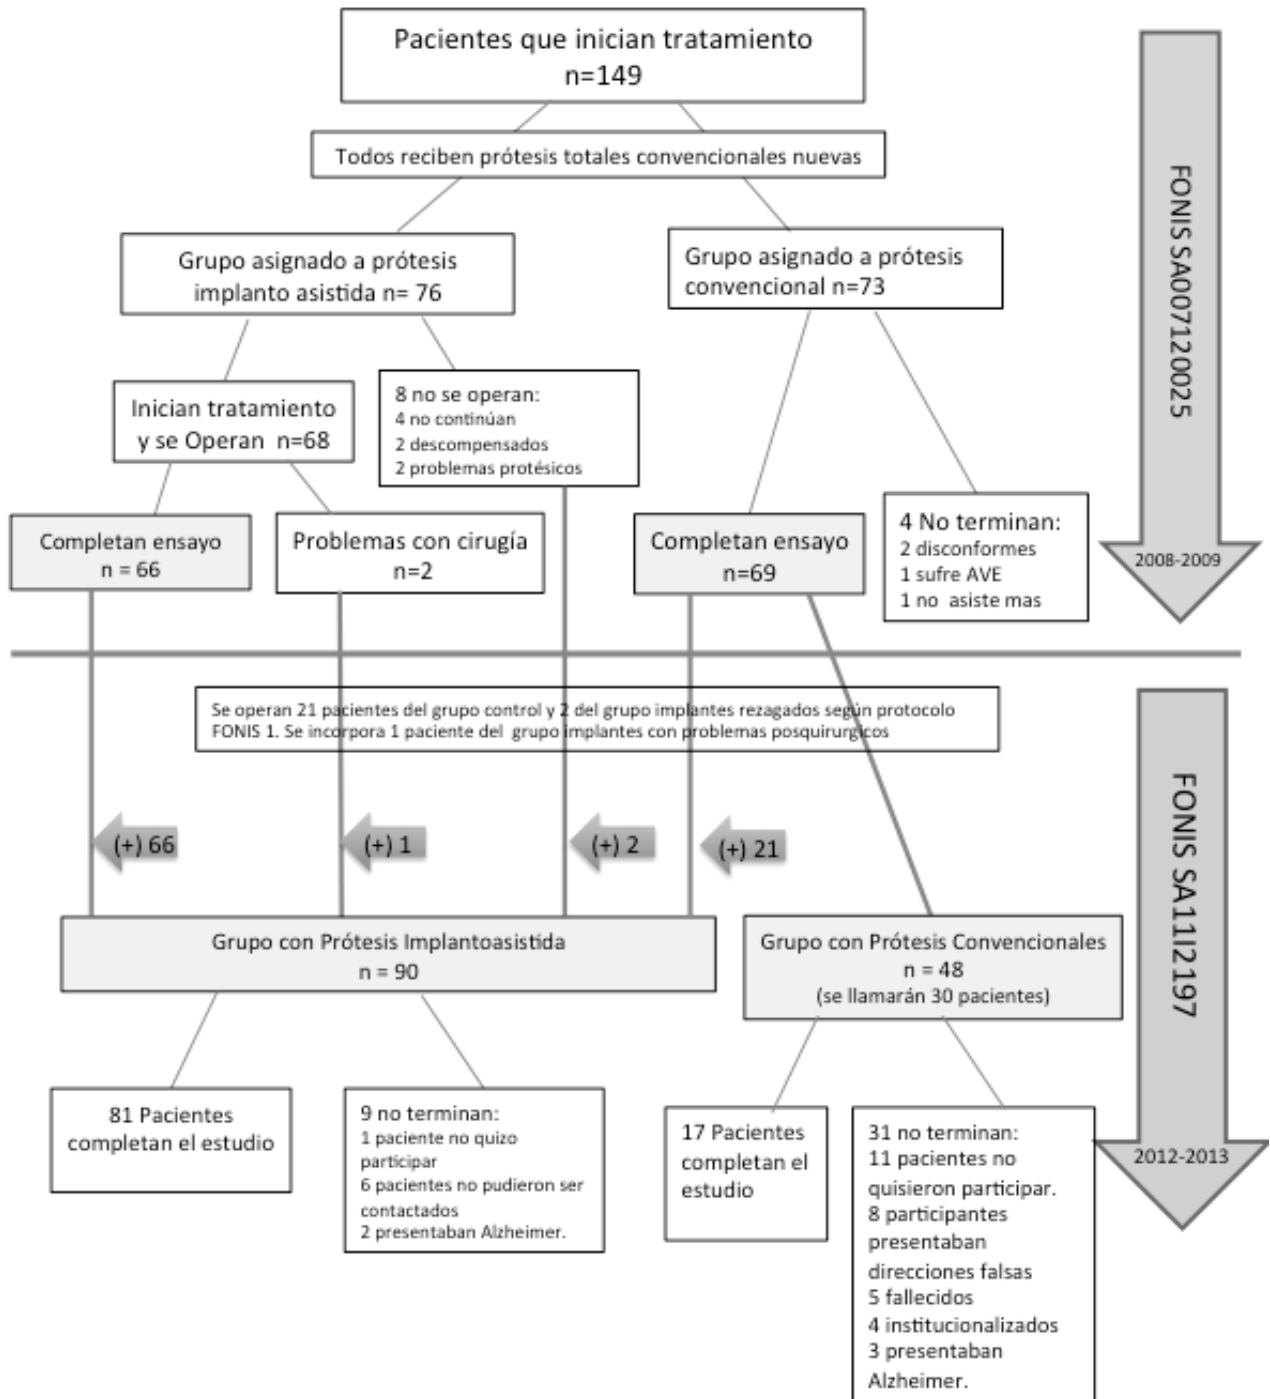 Pacientes que inician tratamiento
n=149
Todos reciben prótesis totales convencionales nuevas
Grupo asignado a prótesis
implanto asistida n= 76
Grupo asignado a prótesis
convencional n=73
Inician tratamiento
y se Operan n=68
8 no se operan:
4 no continúan
2 descompensados
2 problemas protésicos
Completan ensayo
n = 66
Problemas con cirugía
n=2
Completan ensayo
n=69
4 No terminan:
2 disconformes
1 sufre AVE
1 no asiste mas
FONIS SA007120025
2008-2009
Se operan 21 pacientes del grupo control y 2 del grupo implantes rezagados según protocolo
FONIS 1. Se incorpora 1 paciente del grupo implantes con problemas posquirurgicos
(+) 66
(+) 1
(+) 2
(+) 21
Grupo con Prótesis Implantoasistida
n = 90
Grupo con Prótesis Convencionales
n = 48
(se llamarán 30 pacientes)
81 Pacientes
completan el estudio
9 no terminan:
1 paciente no quizo
participar
6 pacientes no pudieron ser
contactados
2 presentaban Alzheimer.
17 Pacientes
completan el
estudio
31 no terminan:
11 pacientes no
quisieron participar.
8 participantes
presentaban
direcciones falsas
5 fallecidos
4 institucionalizados
3 presentaban
Alzheimer.
FONIS SA11I2197
2012-2013